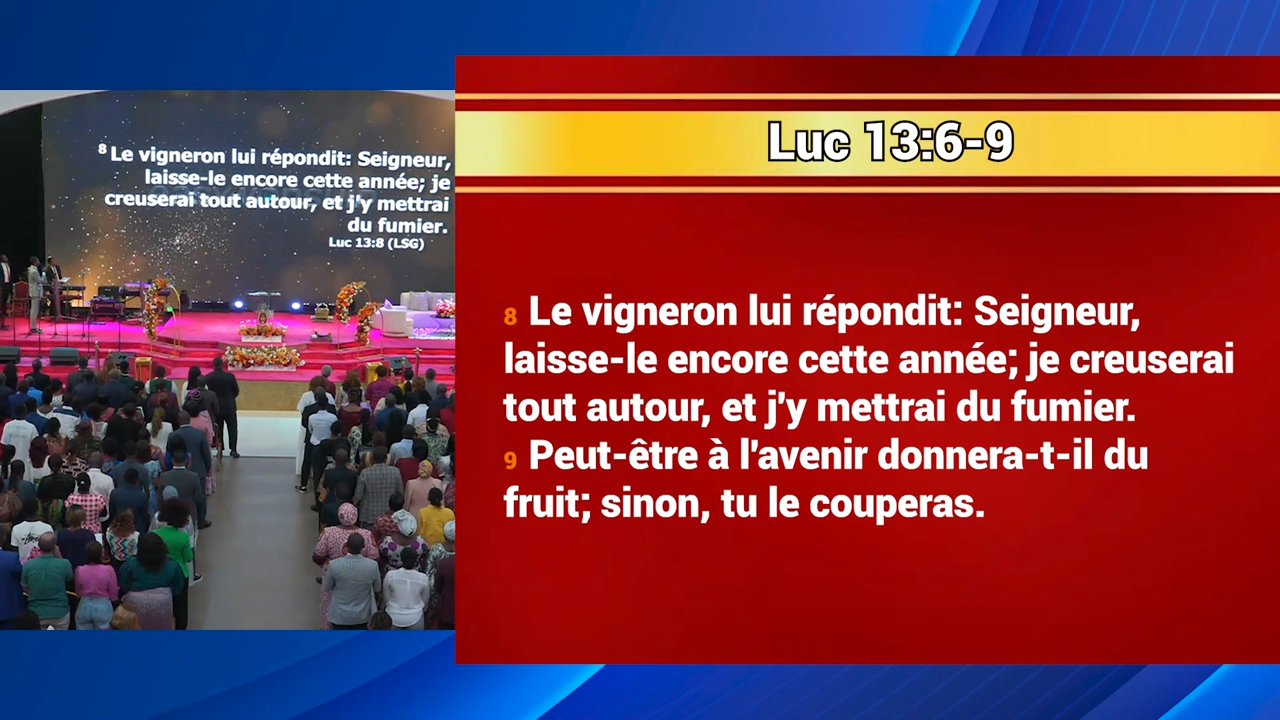 8 Le vigneron lui répondit: Seigneur,
laisse-le encore cette année; je
creuserai tout autour, et j'y mettrai
du fumier.
Luc 13:8 (LSG)
Luc 13:6-9
8 Le vigneron lui répondit: Seigneur,
laisse-le encore cette année; je creuserai
tout autour, et j'y mettrai du fumier.
9 Peut-être à l'avenir donnera-t-il du
fruit; sinon, tu le couperas.